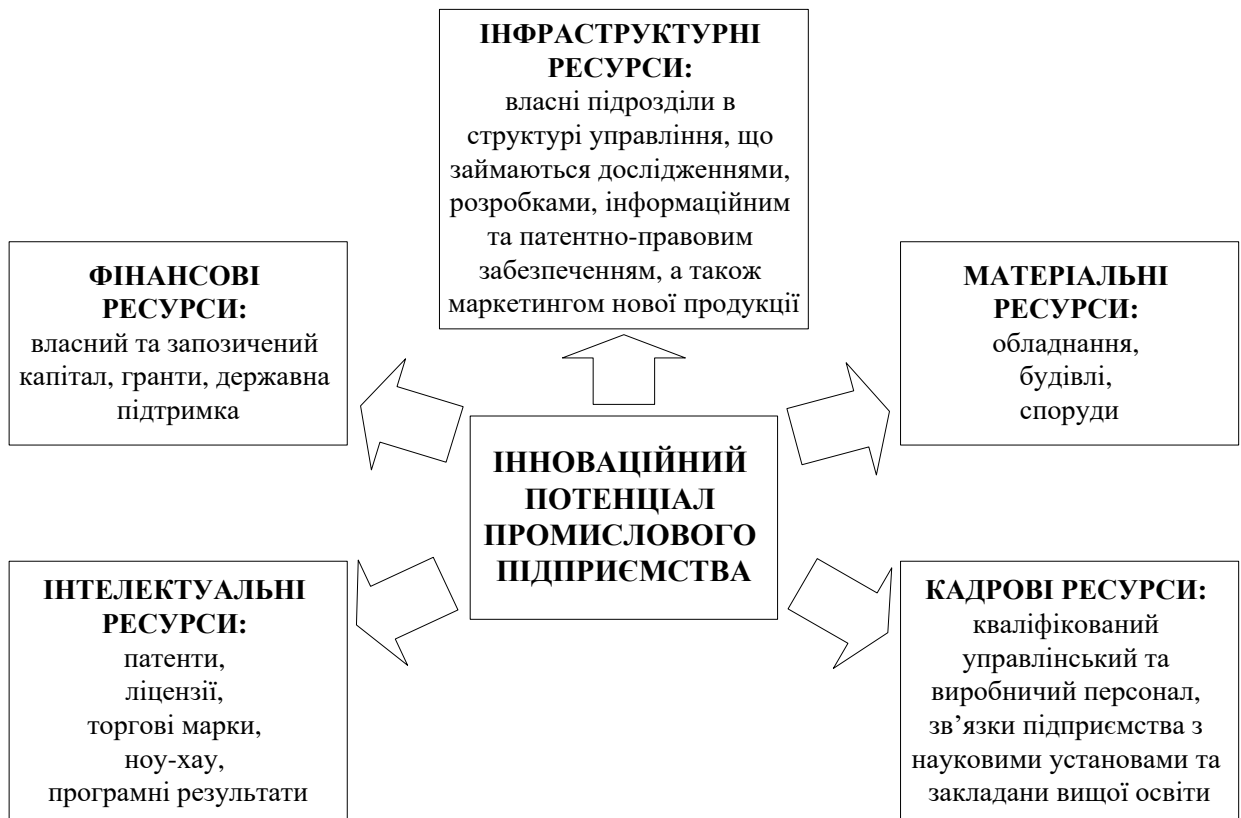 ІНФРАСТРУКТУРНІ
РЕСУРСИ:
власні підрозділи в
структурі управління, що
займаються дослідженнями,
розробками, інформаційним
та патентно-правовим
забезпеченням, а також
маркетингом нової продукції
ФІНАНСОВІ
РЕСУРСИ:
власний та запозичений
капітал, гранти, державна
підтримка
МАТЕРІАЛЬНІ
РЕСУРСИ:
обладнання,
будівлі,
споруди
ІННОВАЦІЙНИЙ
ПОТЕНЦІАЛ
ПРОМИСЛОВОГО
ПІДПРИЄМСТВА
ІНТЕЛЕКТУАЛЬНІ
РЕСУРСИ:
патенти,
ліцензії,
торгові марки,
ноу-хау,
програмні результати
КАДРОВІ РЕСУРСИ:
кваліфікований
управлінський та
виробничий персонал,
зв’язки підприємства з
науковими установами та
закладани вищої освіти